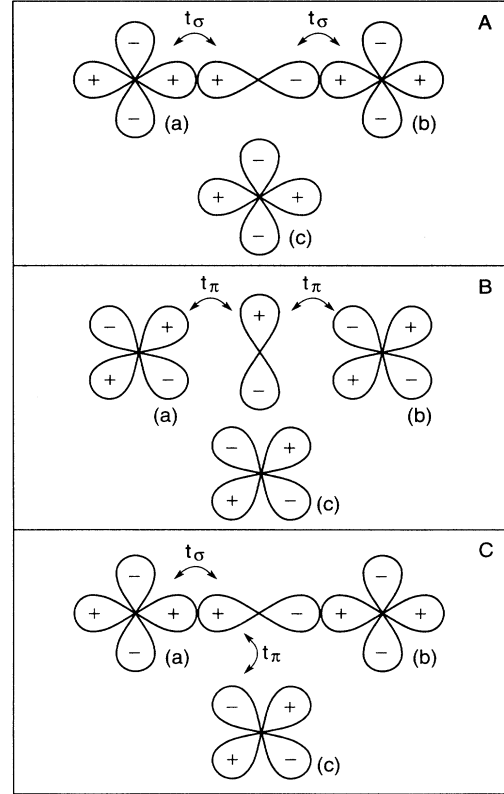 tσ tσ A
− −
+ + + − + +
− −
(a) (b)
−
+ +
−
(c)
tπ tπ B
− + + − +
+ − − + −
(a) (b)
− +
+ −
(c)
tσ C
− −
+ + + − + +
− −
(a) (b)
tπ
− +
+ −
(c)